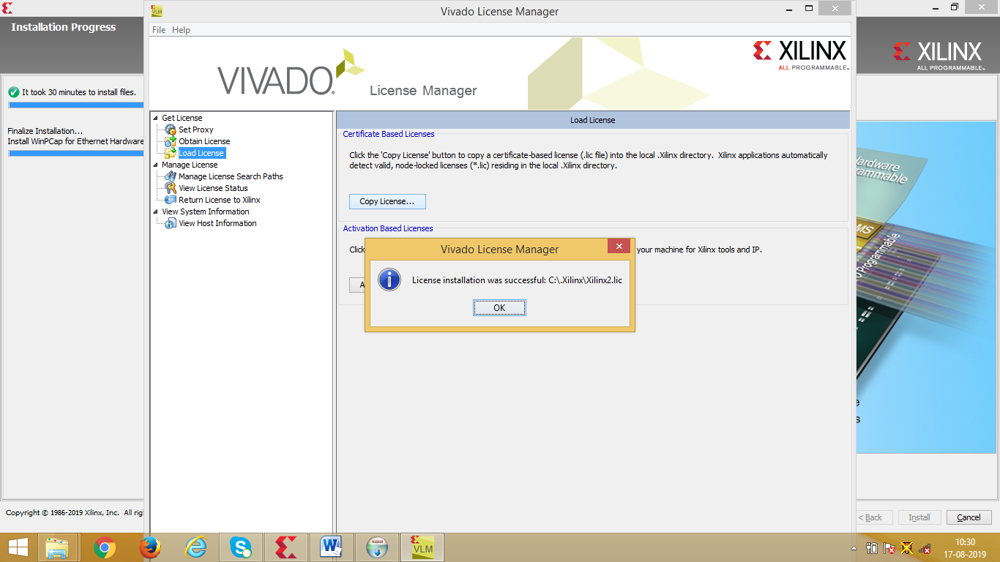 Vivado License Manager
Installation Progress
It took 30 minutes to install files.
Finalize Installation...
Install WinPCap for Ethernet Hardware
Copyright © 1986-2019 Xilinx, Inc. All
File Help
VIVADO.
License Manager
XILINX
ALL PROGRAMMABLE™
XILINX
ALL PROGRAMMABLE™
Get License
Set Proxy
Obtain License
Load License
Manage License
Manage License Search Paths
View License Status
Return License to Xilinx
View System Information
View Host Information
Load License
Certificate Based Licenses
Click the 'Copy License' button to copy a certificate-based license (.lic file) into the local .Xilinx directory. Xilinx applications automatically
detect valid, node-locked licenses (*.lic) residing in the local .Xilinx directory.
Copy License...
Activation Based Licenses
Click
your machine for Xilinx tools and IP.
A
Vivado License Manager
License installation was successful: C:\.Xilinx\Xilinx2.lic
OK
MS
Programmable
< Back
Install
Cancel
VLM
10:30
17-08-2019